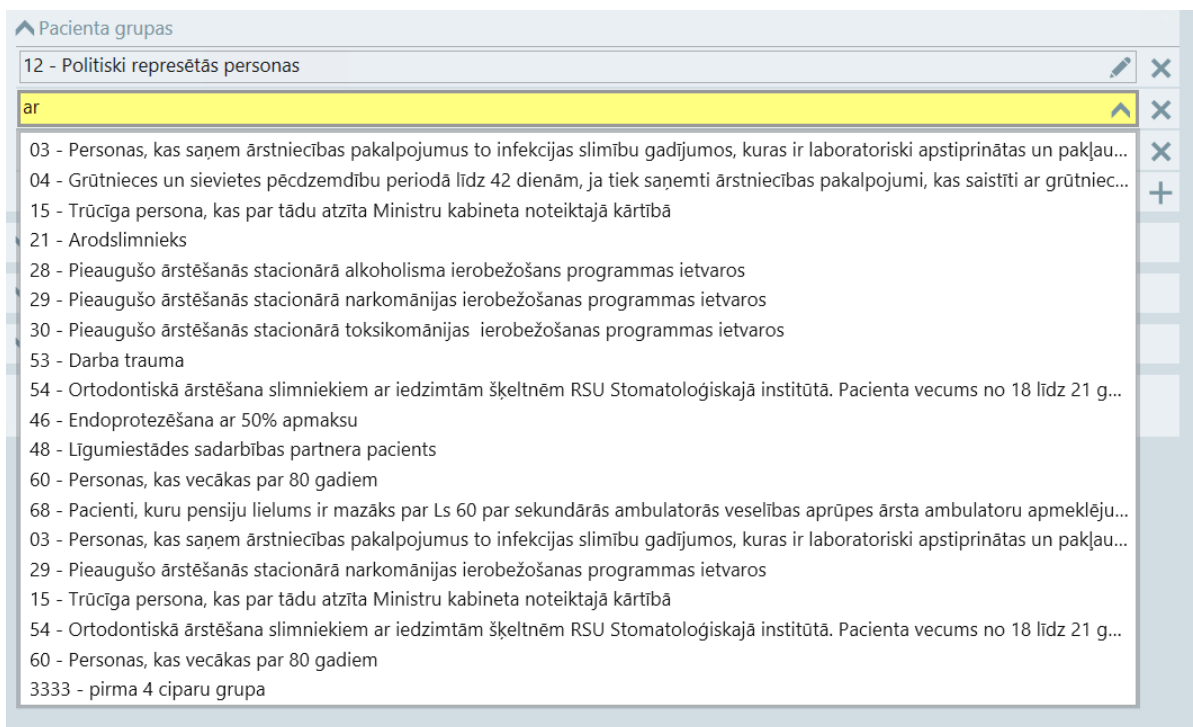 Pacienta grupas
12 - Politiski represētās personas
ar
03 - Personas, kas saņem ārstniecības pakalpojumus to infekcijas slimību gadījumos, kuras ir laboratoriski apstiprinātas un pakļau...
04 - Grūtnieces un sievietes pēcdzemdību periodā līdz 42 dienām, ja tiek saņemti ārstniecības pakalpojumi, kas saistīti ar grūtniec...
15 - Trūcīga persona, kas par tādu atzīta Ministru kabineta noteiktajā kārtībā
21 - Arodslimnieks
28 - Pieaugušo ārstēšanās stacionārā alkoholisma ierobežošans programmas ietvaros
29 - Pieaugušo ārstēšanās stacionārā narkomānijas ierobežošanas programmas ietvaros
30 - Pieaugušo ārstēšanās stacionārā toksikomānijas  ierobežošanas programmas ietvaros
53 - Darba trauma
54 - Ortodontiskā ārstēšana slimniekiem ar iedzimtām šķeltnēm RSU Stomatoloģiskajā institūtā. Pacienta vecums no 18 līdz 21 g...
46 - Endoprotezēšana ar 50% apmaksu
48 - Līgumiestādes sadarbības partnera pacients
60 - Personas, kas vecākas par 80 gadiem
68 - Pacienti, kuru pensiju lielums ir mazāks par Ls 60 par sekundārās ambulatorās veselības aprūpes ārsta ambulatoru apmeklēju...
03 - Personas, kas saņem ārstniecības pakalpojumus to infekcijas slimību gadījumos, kuras ir laboratoriski apstiprinātas un pakļau...
29 - Pieaugušo ārstēšanās stacionārā narkomānijas ierobežošanas programmas ietvaros
15 - Trūcīga persona, kas par tādu atzīta Ministru kabineta noteiktajā kārtībā
54 - Ortodontiskā ārstēšana slimniekiem ar iedzimtām šķeltnēm RSU Stomatoloģiskajā institūtā. Pacienta vecums no 18 līdz 21 g...
60 - Personas, kas vecākas par 80 gadiem
3333 - pirma 4 ciparu grupa